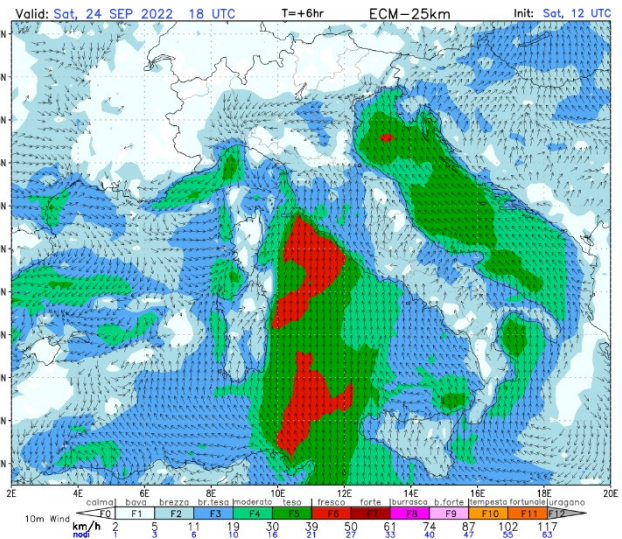 Valid: Sat, 24 SEP 2022 18 UTC T=+6hr ECM-25km Init: Sat, 12 UTC
N
N
N
N
N
N
N
N
N
N
N
2E 4E 6E 8E 10E 12E 14E 16E 18E 20E
calma bava brezza br.tesa moderato teso fresco forte burrasca b.forte tempesta fortunale uragano
10m Wind F0 F1 F2 F3 F4 F5 F6 F7 F8 F9 F10 F11 F12
km/h 2 5 11 19 30 39 50 61 74 87 102 117
nodi 1 3 6 10 16 21 27 33 40 47 55 63